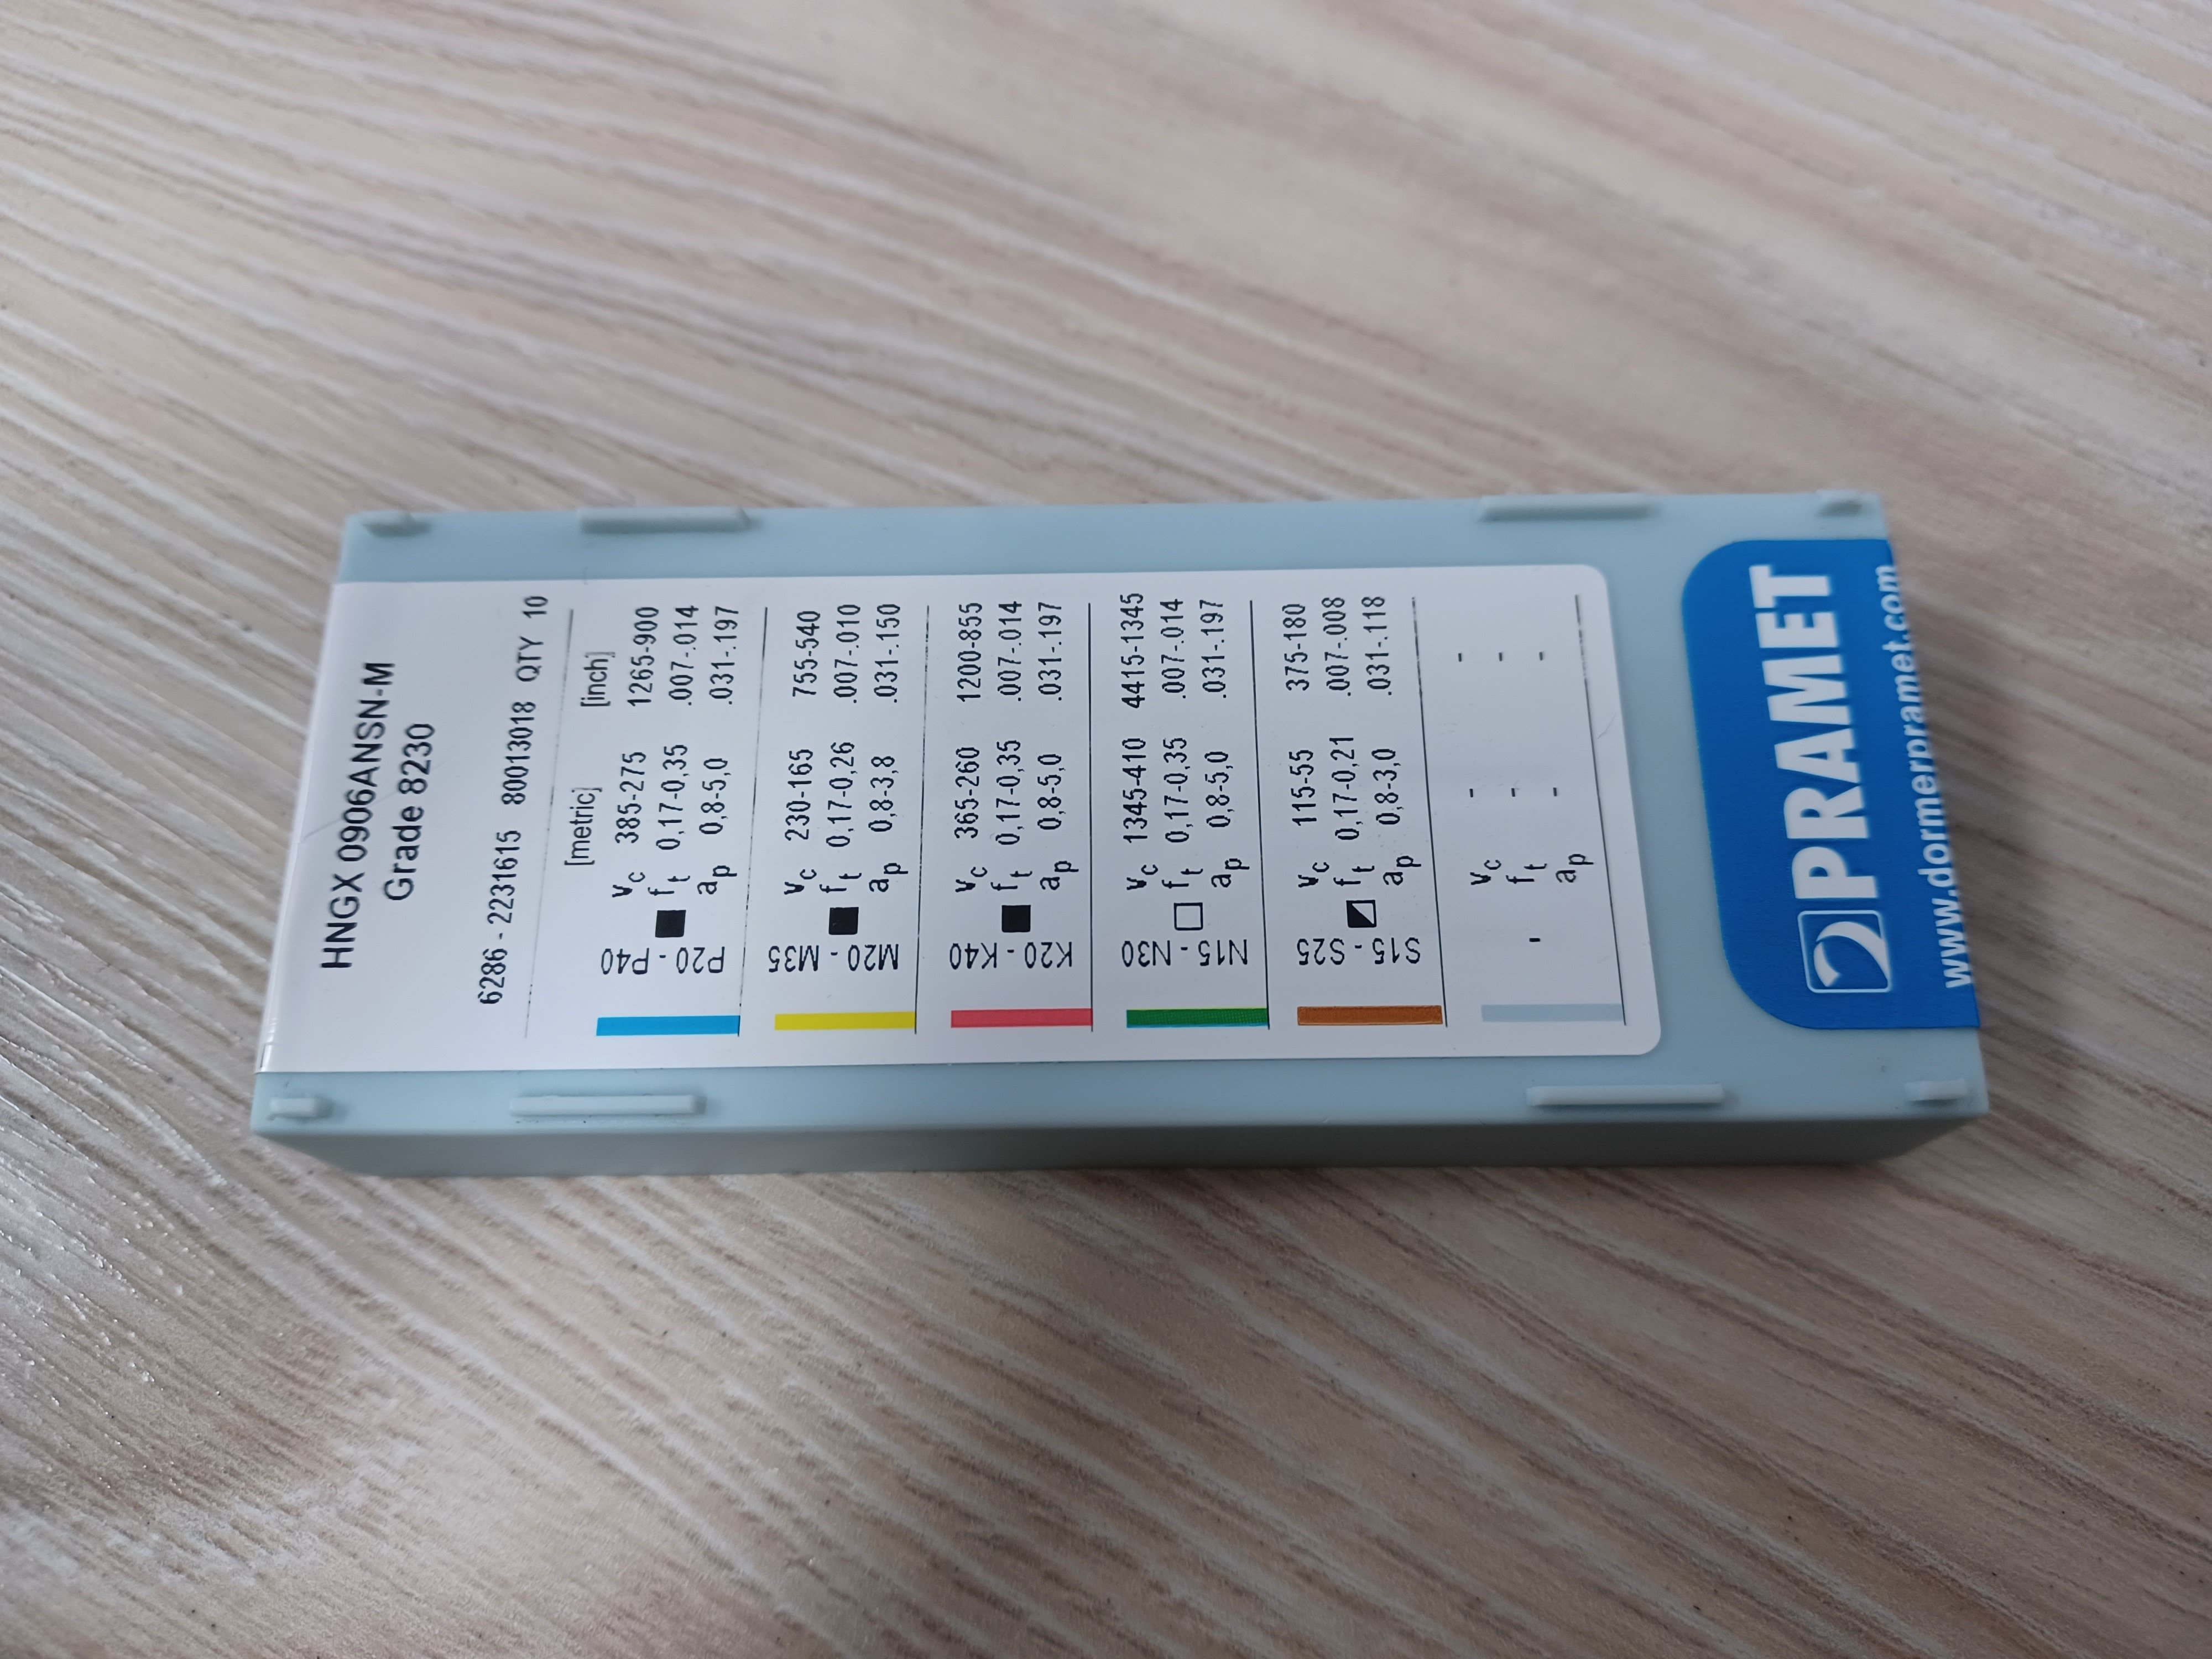 HNGX 0906ANSN-M
Grade 8230
6286 - 2231615 80013018 QTY 10
[metric] [inch]
P20 - P40
vc 385-275 1265-900
ft 0,17-0,35 .007-.014
ap 0,8-5,0 .031-.197
M20 - M35
vc 230-165 755-540
ft 0,17-0,26 .007-.010
ap 0,8-3,8 .031-.150
K20 - K40
vc 365-260 1200-855
ft 0,17-0,35 .007-.014
ap 0,8-5,0 .031-.197
N15 - N30
vc 1345-410 4415-1345
ft 0,17-0,35 .007-.014
ap 0,8-5,0 .031-.197
S15 - S25
vc 115-55 375-180
ft 0,17-0,21 .007-.008
ap 0,8-3,0 .031-.118
-
vc - -
ft - -
ap - -
PRAMET
www.dormerpramet.com